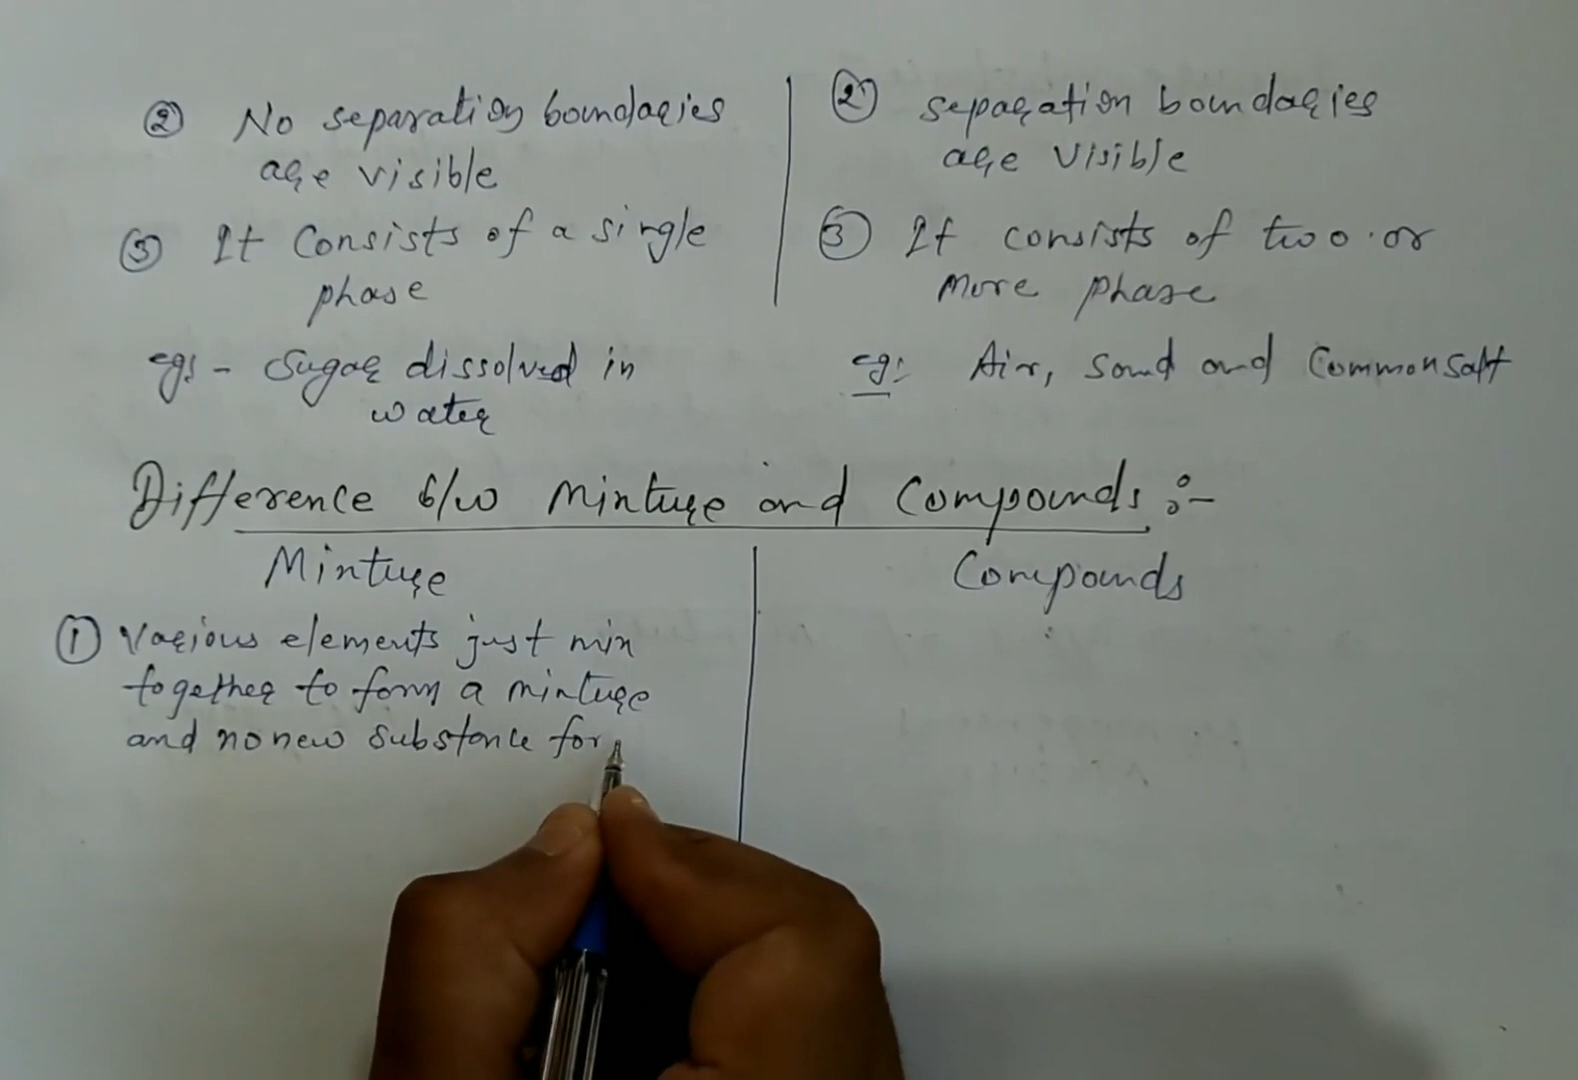 ② No separation boundaries
are visible
③ It Consists of a single
phase
eg:- Sugar dissolved in
water
② separation boundaries
are Visible
③ It consists of two or
more phase
eg: Air, Sand and Common salt
Difference b/w Mixture and Compounds :-
Mixture
Compounds
① Various elements just mix
together to form a mixture
and no new substance for